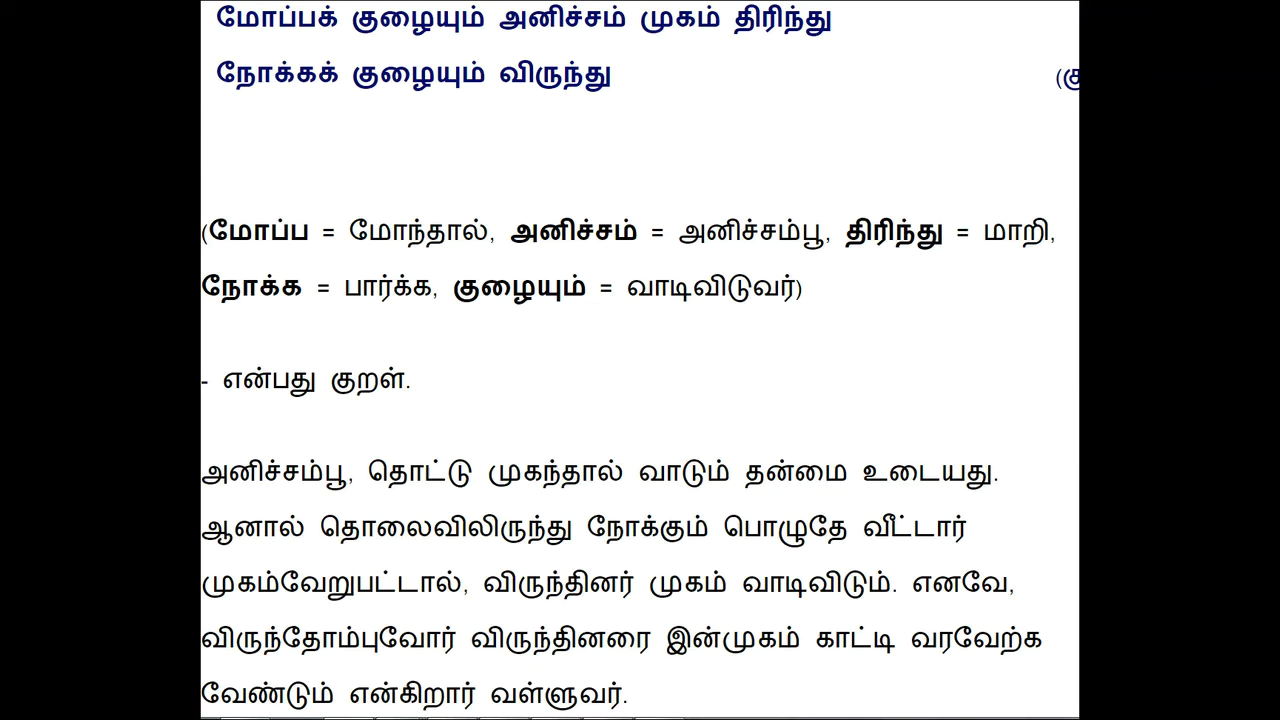 மோப்பக் குழையும் அனிச்சம் முகம் திரிந்து
நோக்கக் குழையும் விருந்து
(மோப்ப = மோந்தால், அனிச்சம் = அனிச்சம்பூ, திரிந்து = மாறி,
நோக்க = பார்க்க, குழையும் = வாடிவிடுவர்)
- என்பது குறள்.
அனிச்சம்பூ, தொட்டு முகந்தால் வாடும் தன்மை உடையது.
ஆனால் தொலைவிலிருந்து நோக்கும் பொழுதே வீட்டார்
முகம்வேறுபட்டால், விருந்தினர் முகம் வாடிவிடும். எனவே,
விருந்தோம்புவோர் விருந்தினரை இன்முகம் காட்டி வரவேற்க
வேண்டும் என்கிறார் வள்ளுவர்.